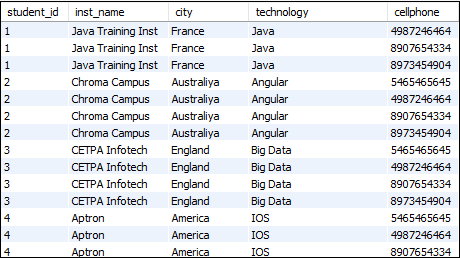 student_id inst_name city technology cellphone
1 Java Training Inst France Java 4987246464
1 Java Training Inst France Java 8907654334
1 Java Training Inst France Java 8973454904
2 Chroma Campus Australiya Angular 5465465645
2 Chroma Campus Australiya Angular 4987246464
2 Chroma Campus Australiya Angular 8907654334
2 Chroma Campus Australiya Angular 8973454904
3 CETPA Infotech England Big Data 5465465645
3 CETPA Infotech England Big Data 4987246464
3 CETPA Infotech England Big Data 8907654334
3 CETPA Infotech England Big Data 8973454904
4 Aptron America IOS 5465465645
4 Aptron America IOS 4987246464
4 Aptron America IOS 8907654334